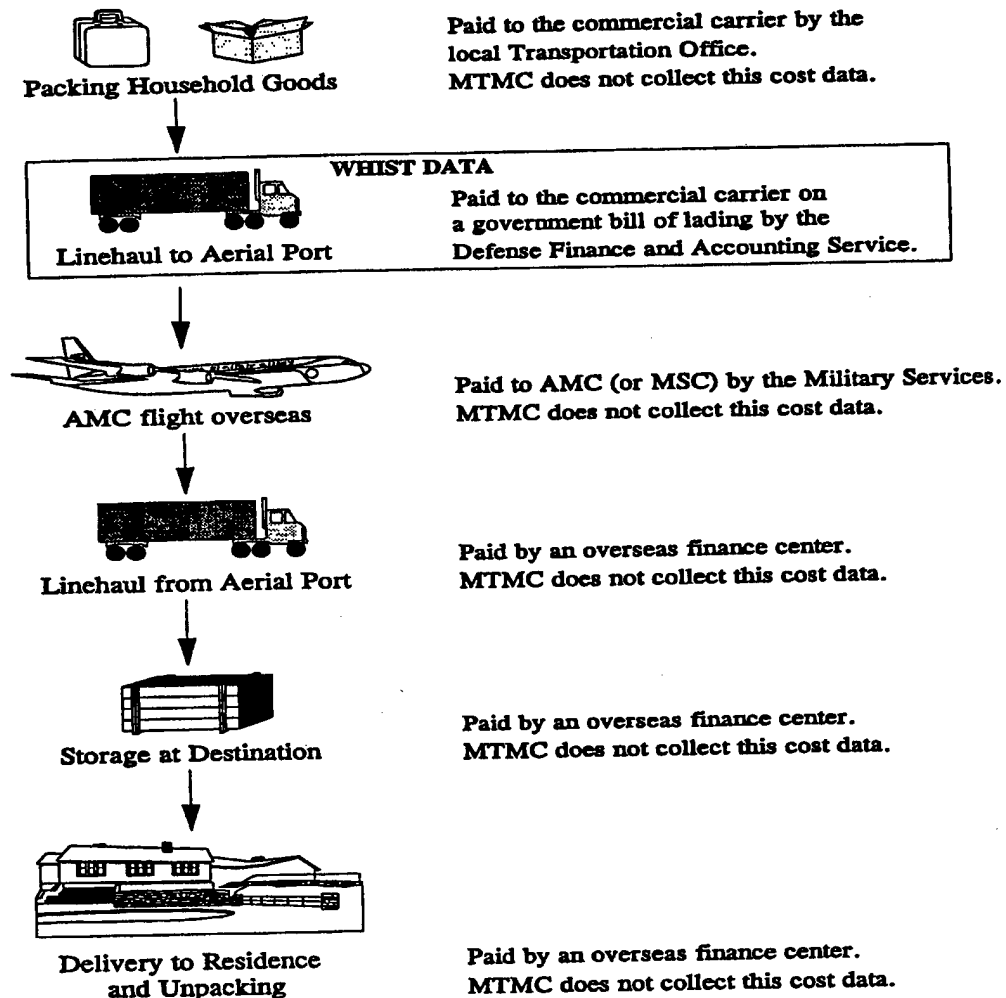 Packing Household Goods
Paid to the commercial carrier by the
local Transportation Office.
MTMC does not collect this cost data.
WHIST DATA
Linehaul to Aerial Port
Paid to the commercial carrier on
a government bill of lading by the
Defense Finance and Accounting Service.
AMC flight overseas
Paid to AMC (or MSC) by the Military Services.
MTMC does not collect this cost data.
Linehaul from Aerial Port
Paid by an overseas finance center.
MTMC does not collect this cost data.
Storage at Destination
Paid by an overseas finance center.
MTMC does not collect this cost data.
Delivery to Residence
and Unpacking
Paid by an overseas finance center.
MTMC does not collect this cost data.